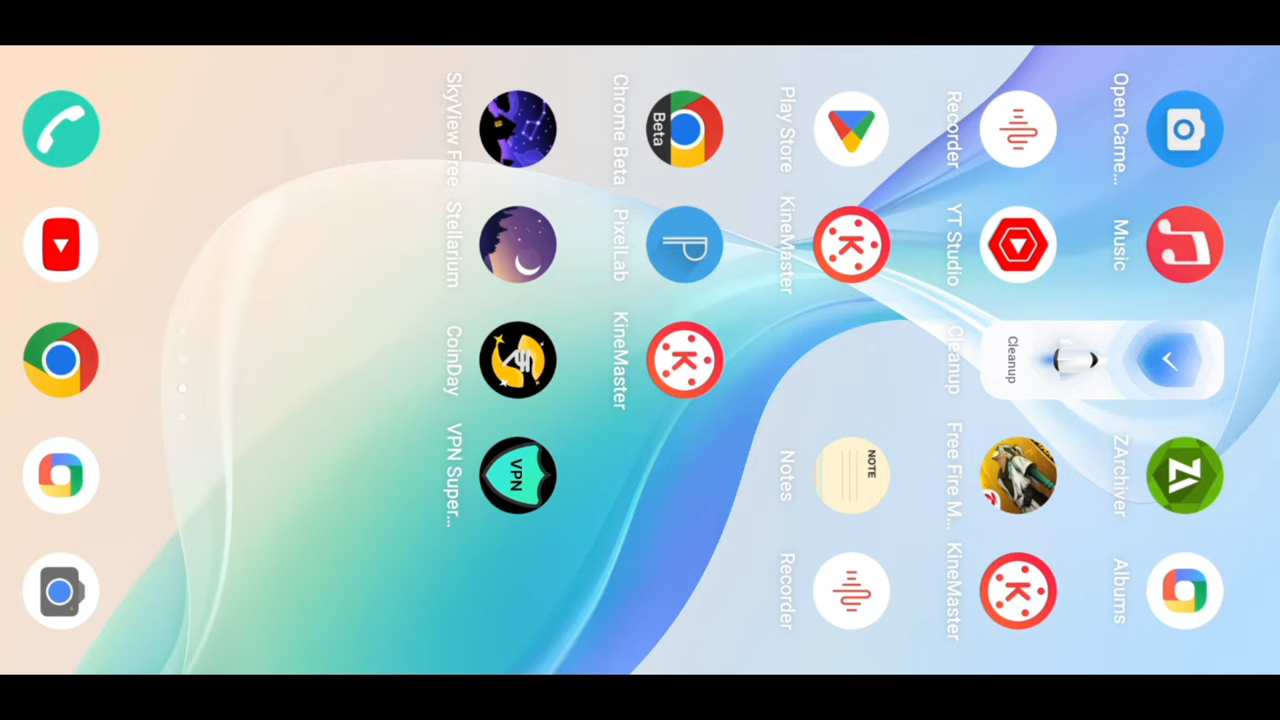 Open Came...
Music
Cleanup
ZArchiver
Albums
Recorder
YT Studio
Cleanup
Free Fire M...
KineMaster
Play Store
KineMaster
NOTE
Notes
Recorder
Beta
Chrome Beta
PixelLab
KineMaster
VPN
SkyView Free
Stellarium
CoinDay
VPN Super...